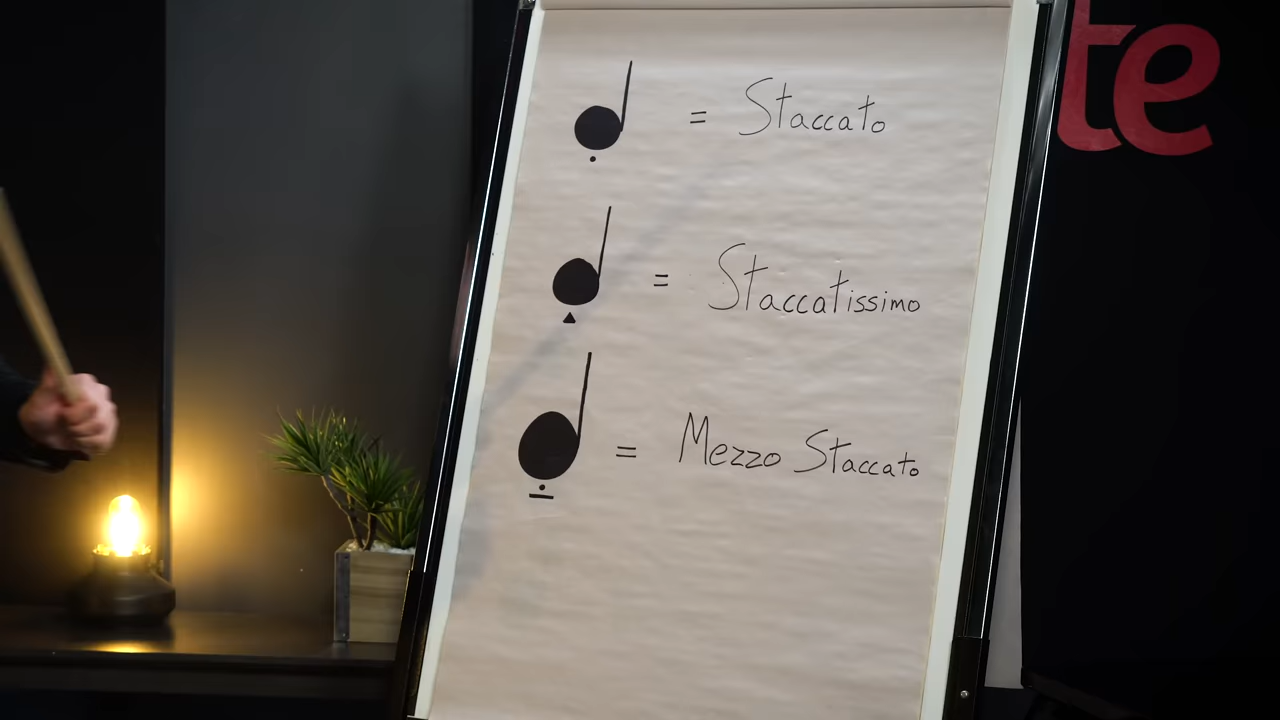 te
= Staccato
= Staccatissimo
= Mezzo Staccato